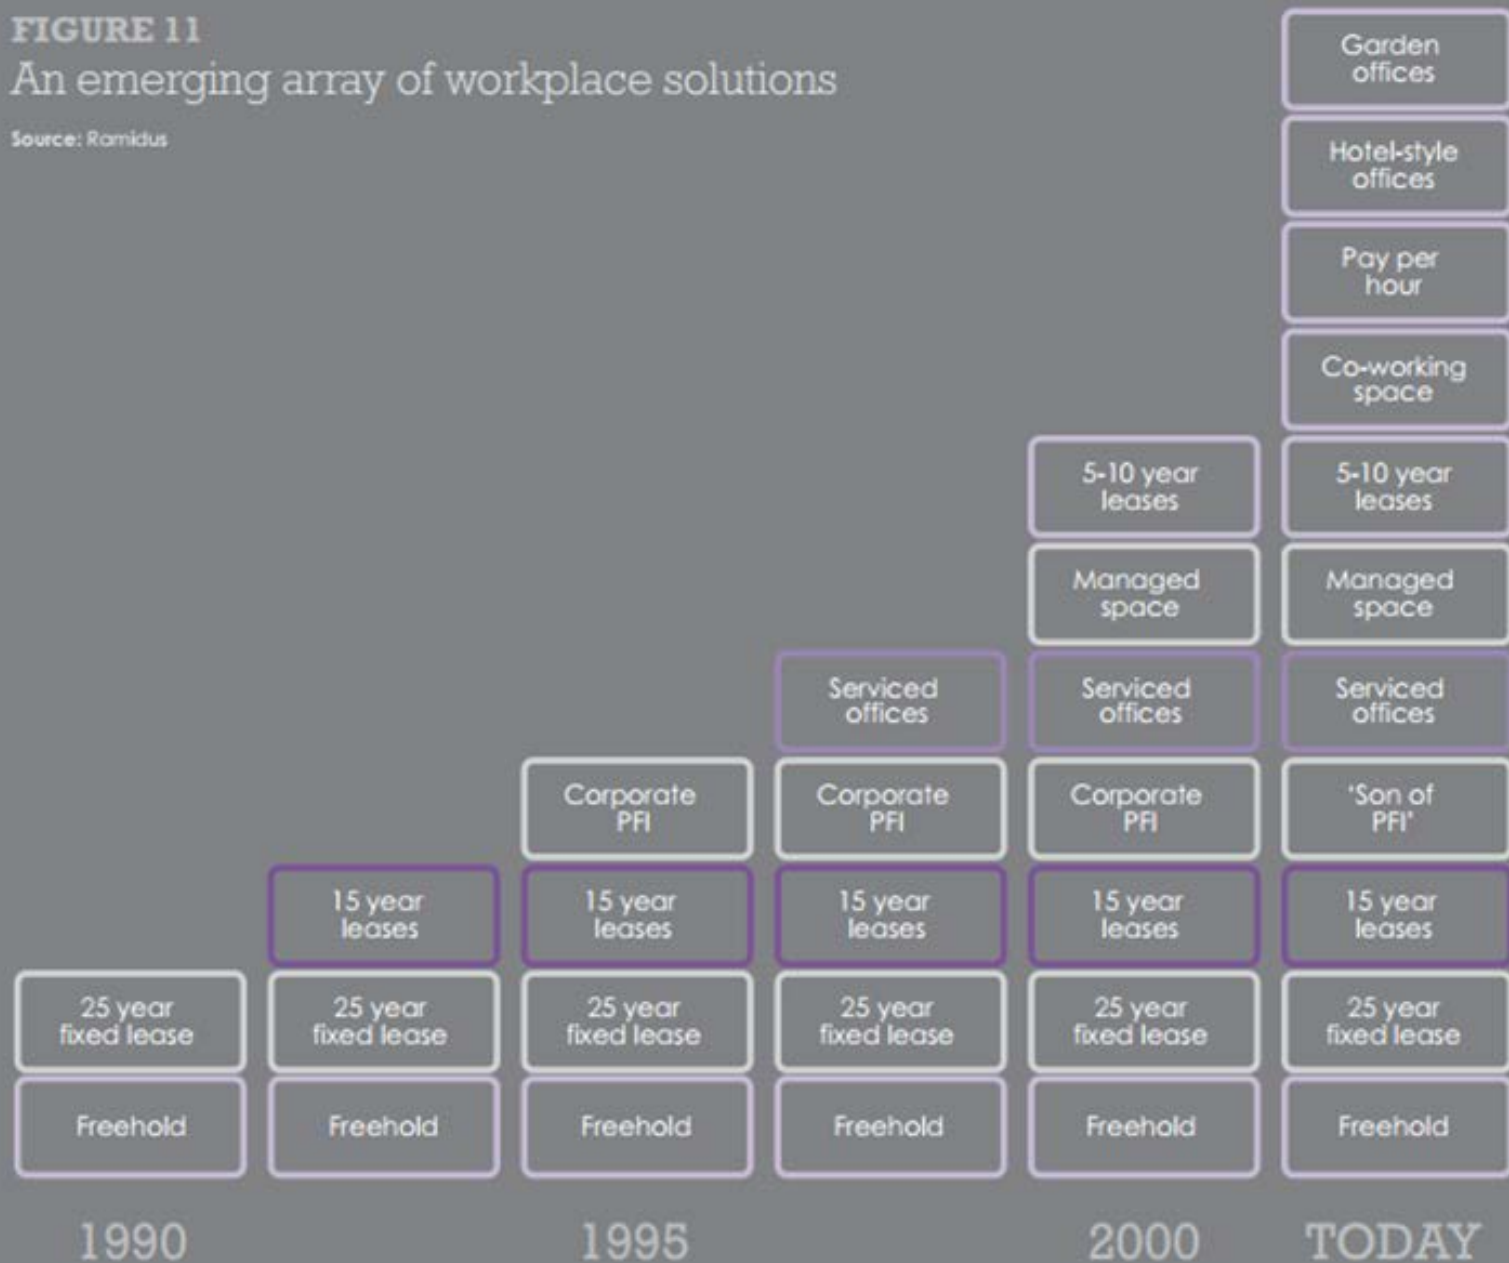 FIGURE 11
An emerging array of workplace solutions
Source: Ramidus
Garden
offices
Hotel-style
offices
Pay per
hour
Co-working
space
5-10 year
leases
5-10 year
leases
Managed
space
Managed
space
Serviced
offices
Serviced
offices
Serviced
offices
Corporate
PFI
Corporate
PFI
Corporate
PFI
'Son of
PFI'
15 year
leases
15 year
leases
15 year
leases
15 year
leases
15 year
leases
25 year
fixed lease
25 year
fixed lease
25 year
fixed lease
25 year
fixed lease
25 year
fixed lease
25 year
fixed lease
Freehold
Freehold
Freehold
Freehold
Freehold
Freehold
1990
1995
2000
TODAY